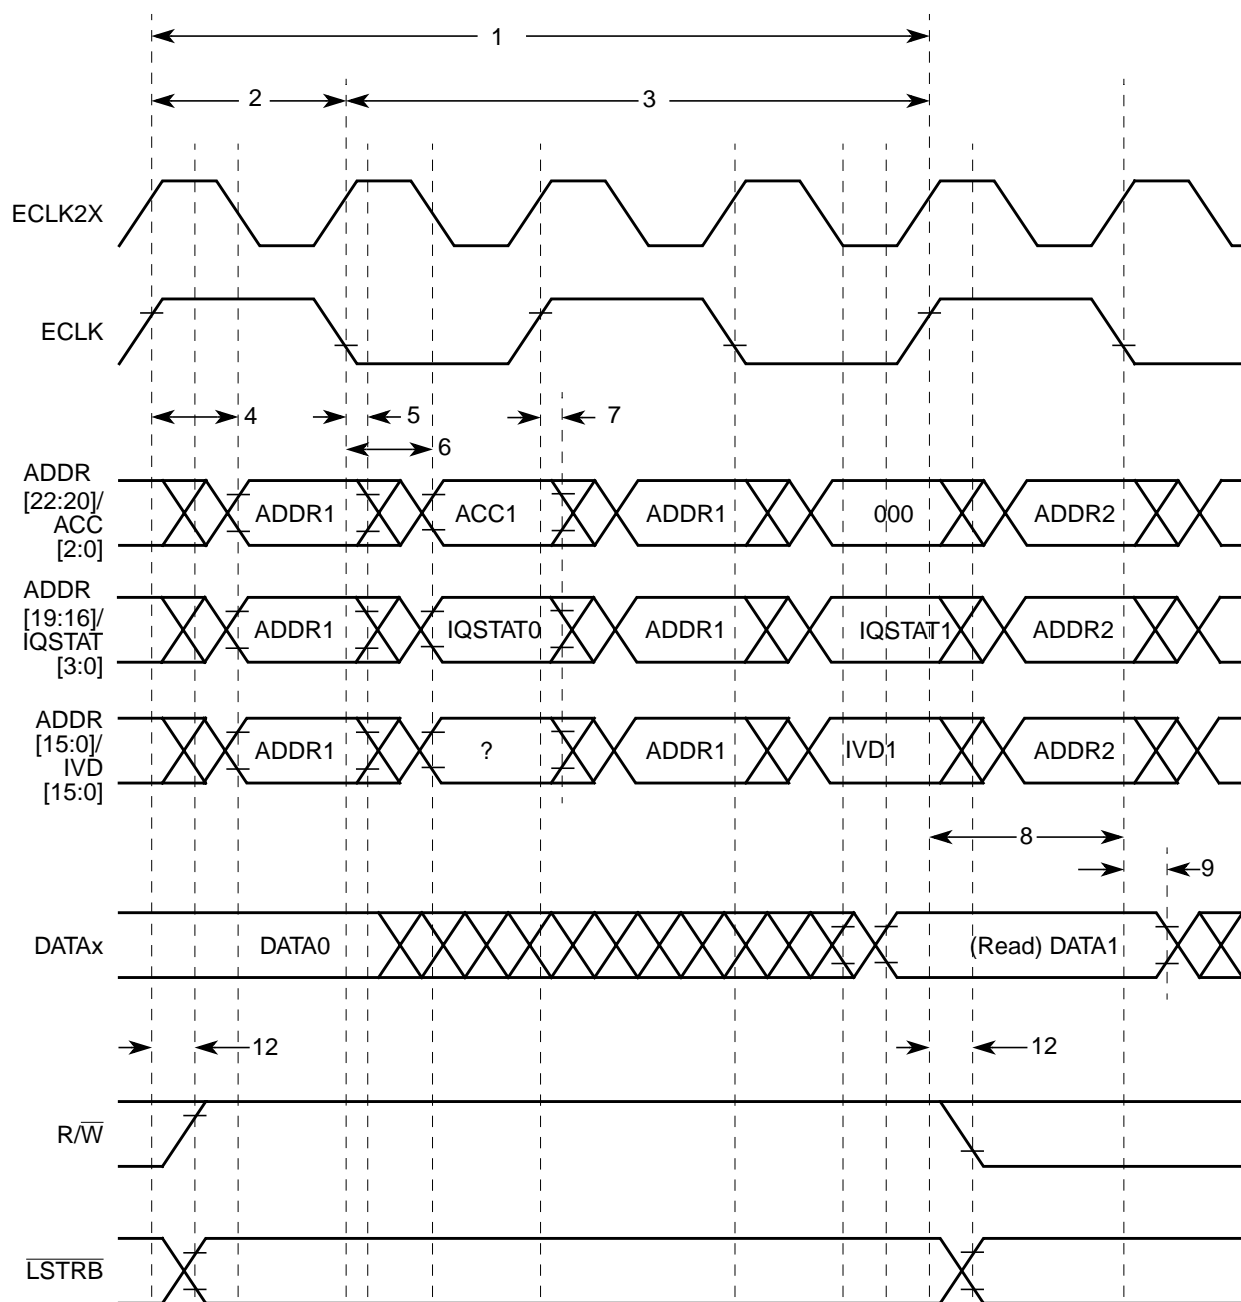 1
2 3
ECLK2X
ECLK
4 5 7
6
ADDR
[22:20]/
ACC
[2:0]
ADDR1 ACC1 ADDR1 000 ADDR2
ADDR
[19:16]/
IQSTAT
[3:0]
ADDR1 IQSTAT0 ADDR1 IQSTAT1 ADDR2
ADDR
[15:0]/
IVD
[15:0]
ADDR1 ? ADDR1 IVD1 ADDR2
8
9
DATAx DATA0 (Read) DATA1
12 12
R/W̅
L̅S̅T̅R̅B̅